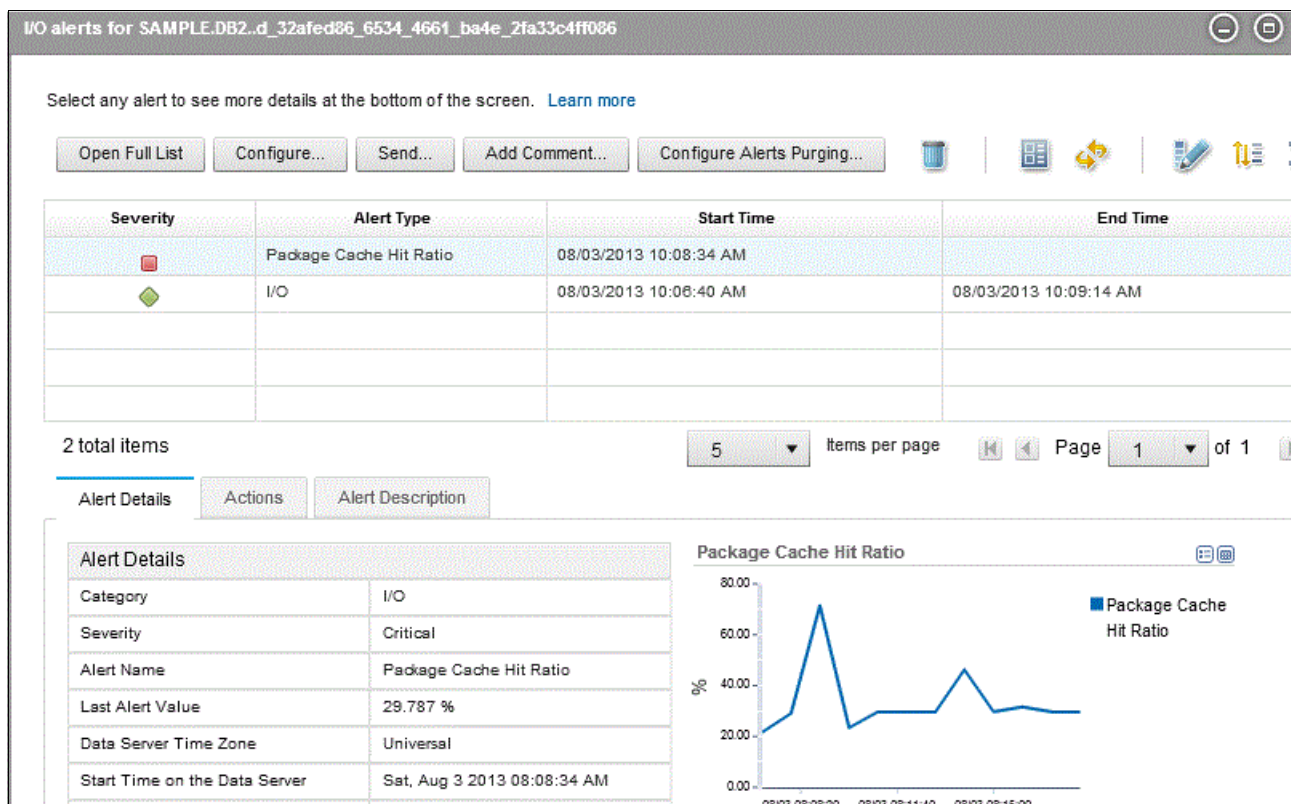 I/O alerts for SAMPLE.DB2..d_32afed86_6534_4661_ba4e_2fa33c4ff086
Select any alert to see more details at the bottom of the screen. Learn more
Open Full List Configure... Send... Add Comment... Configure Alerts Purging...
Severity Alert Type Start Time End Time
Package Cache Hit Ratio 08/03/2013 10:08:34 AM
I/O 08/03/2013 10:06:40 AM 08/03/2013 10:09:14 AM
2 total items 5 Items per page Page 1 of 1
Alert Details Actions Alert Description
Alert Details
Category I/O
Severity Critical
Alert Name Package Cache Hit Ratio
Last Alert Value 29.787 %
Data Server Time Zone Universal
Start Time on the Data Server Sat, Aug 3 2013 08:08:34 AM
Package Cache Hit Ratio
80.00
60.00
40.00
20.00
0.00
%
Package Cache
Hit Ratio